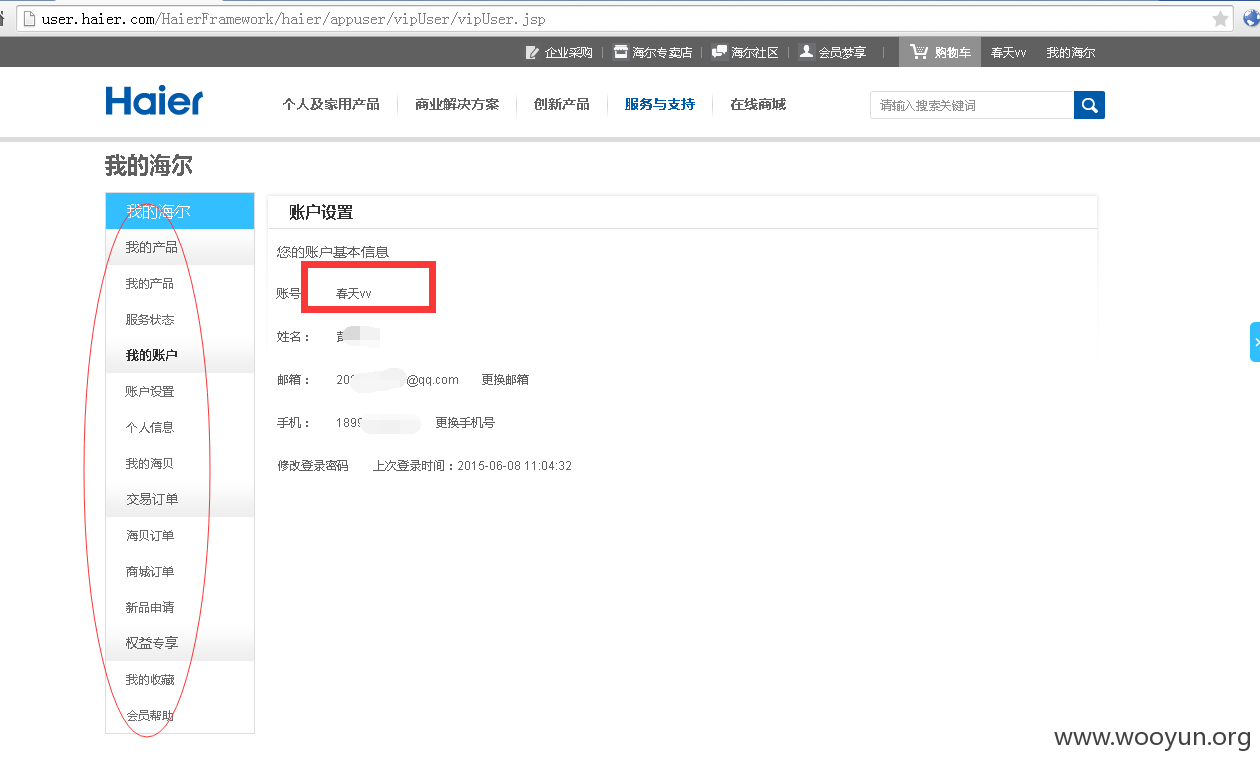 user.haier.com/HaierFramework/haier/appuser/vipUser/vipUser.jsp
企业采购 海尔专卖店 海尔社区 会员梦享 购物车 春天vv 我的海尔
Haier 个人及家用产品 商业解决方案 创新产品 服务与支持 在线商城 请输入搜索关键词
我的海尔
我的海尔
我的产品
我的产品
服务状态
我的账户
账户设置
个人信息
我的海贝
交易订单
海贝订单
商城订单
新品申请
权益专享
我的收藏
会员帮助
账户设置
您的账户基本信息
账号 春天vv
姓名：
邮箱： 20 @qq.com 更换邮箱
手机： 189 更换手机号
修改登录密码 上次登录时间：2015-06-08 11:04:32
www.wooyun.org